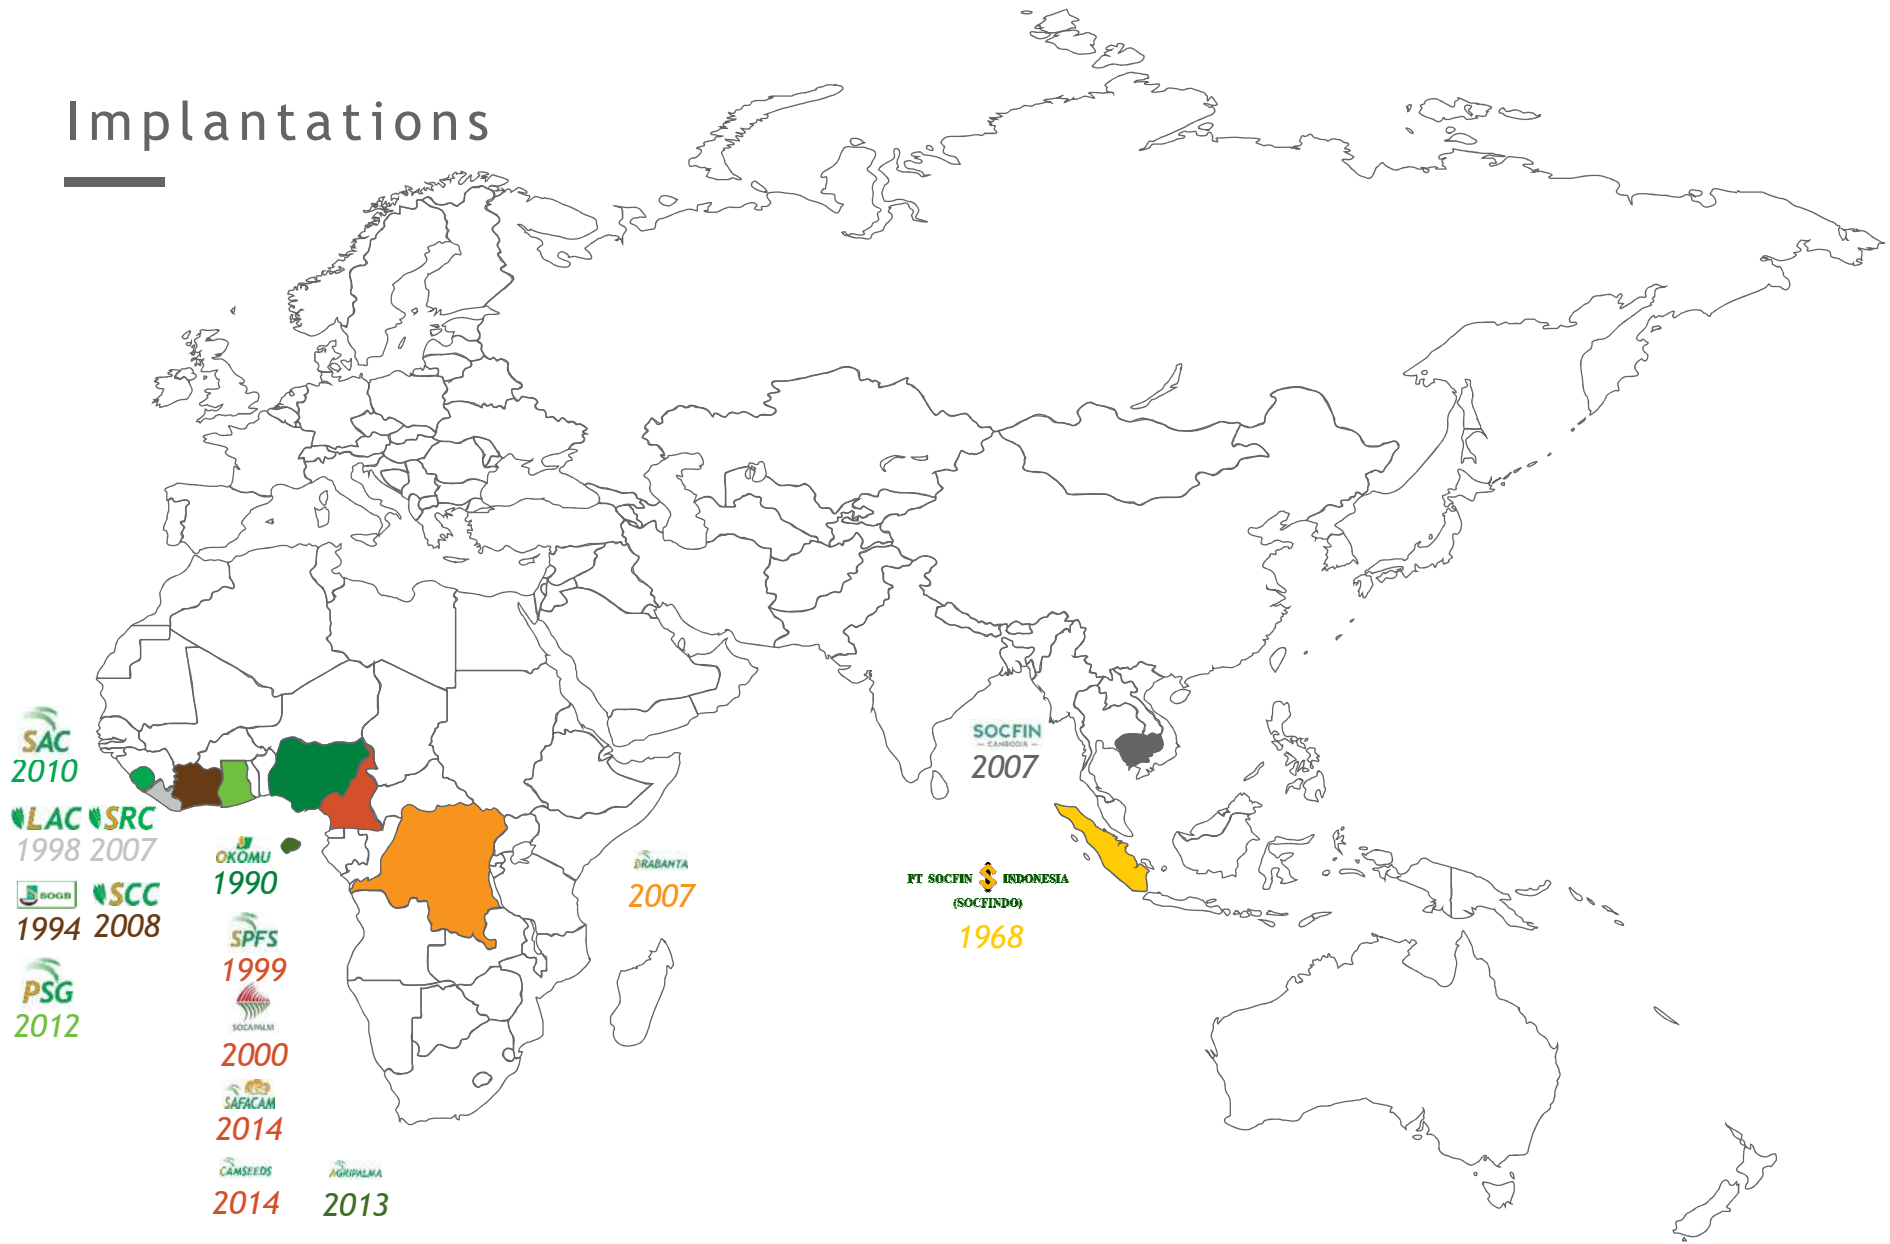 Implantations
SAC
2010
LAC SRC
1998 2007
SOGB SCC
1994 2008
PSG
2012
OKOMU
1990
SPFS
1999
SOCAPALM
2000
SAFACAM
2014
CAMSEEDS
2014
AGRIPALMA
2013
BRABANTA
2007
SOCFIN
CAMBODIA
2007
PT SOCFIN S INDONESIA
(SOCFINDO)
1968